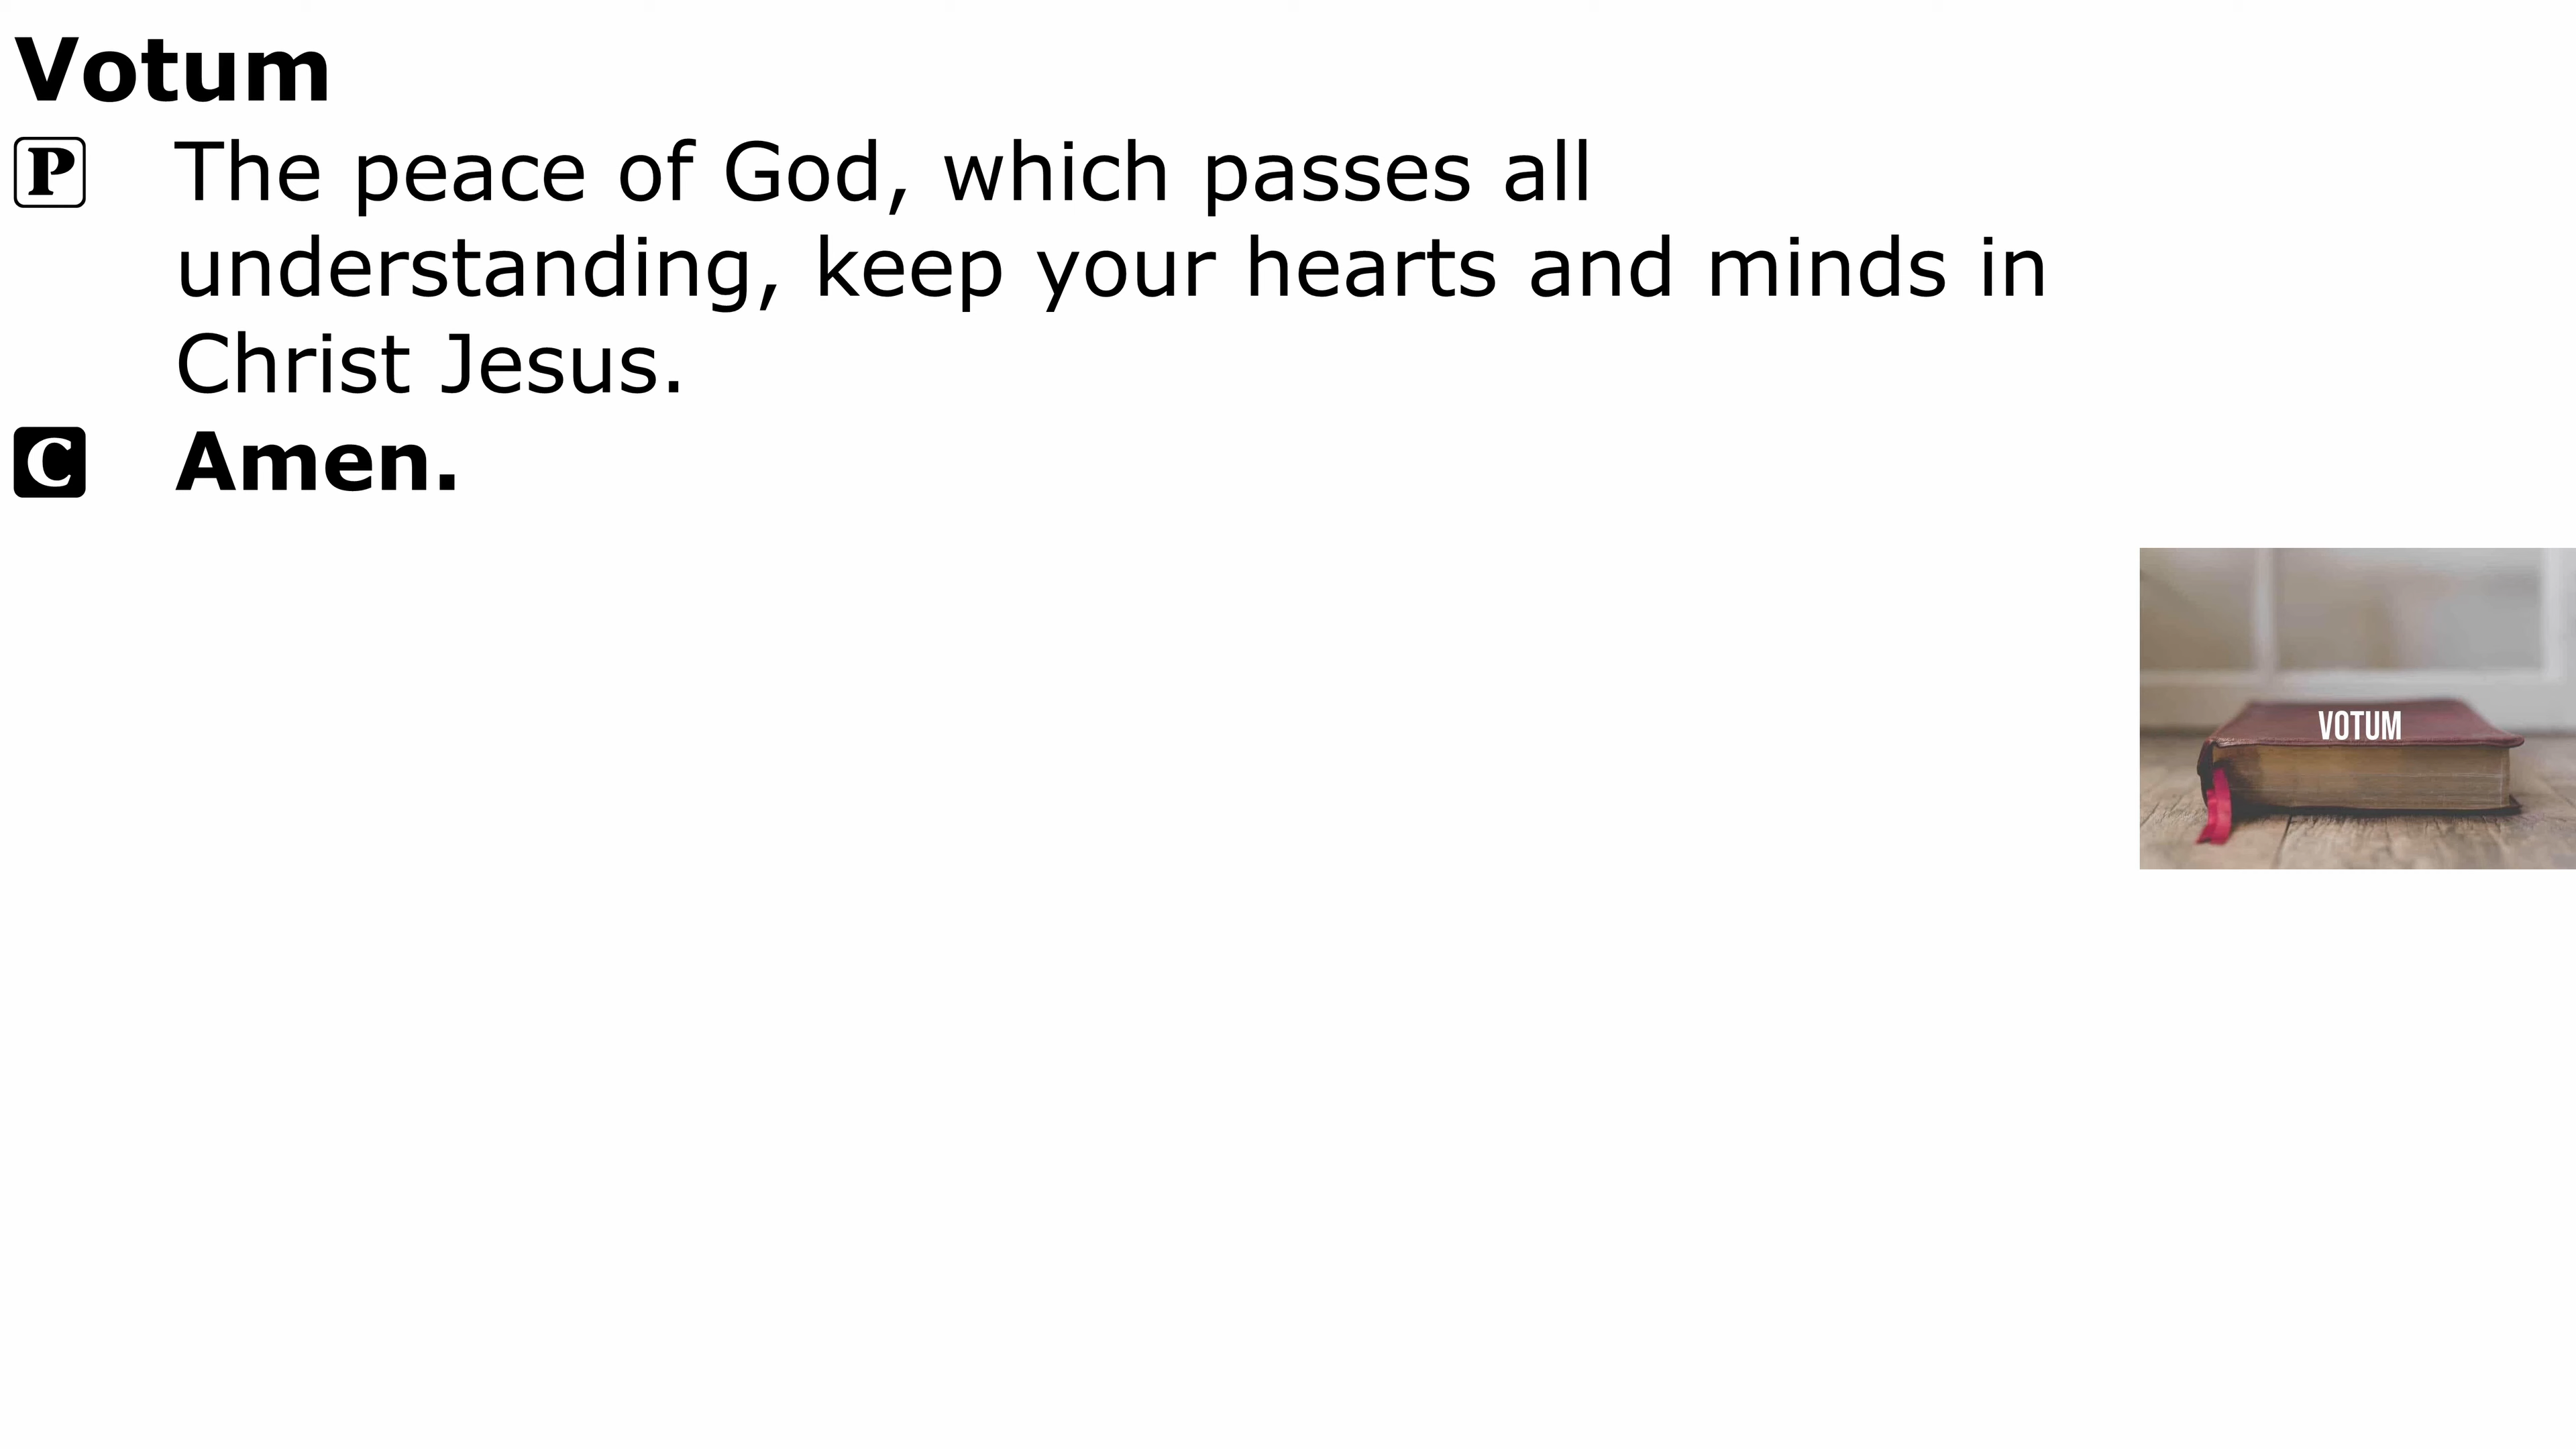 Votum
P The peace of God, which passes all
understanding, keep your hearts and minds in
Christ Jesus.
C Amen.
VOTUM